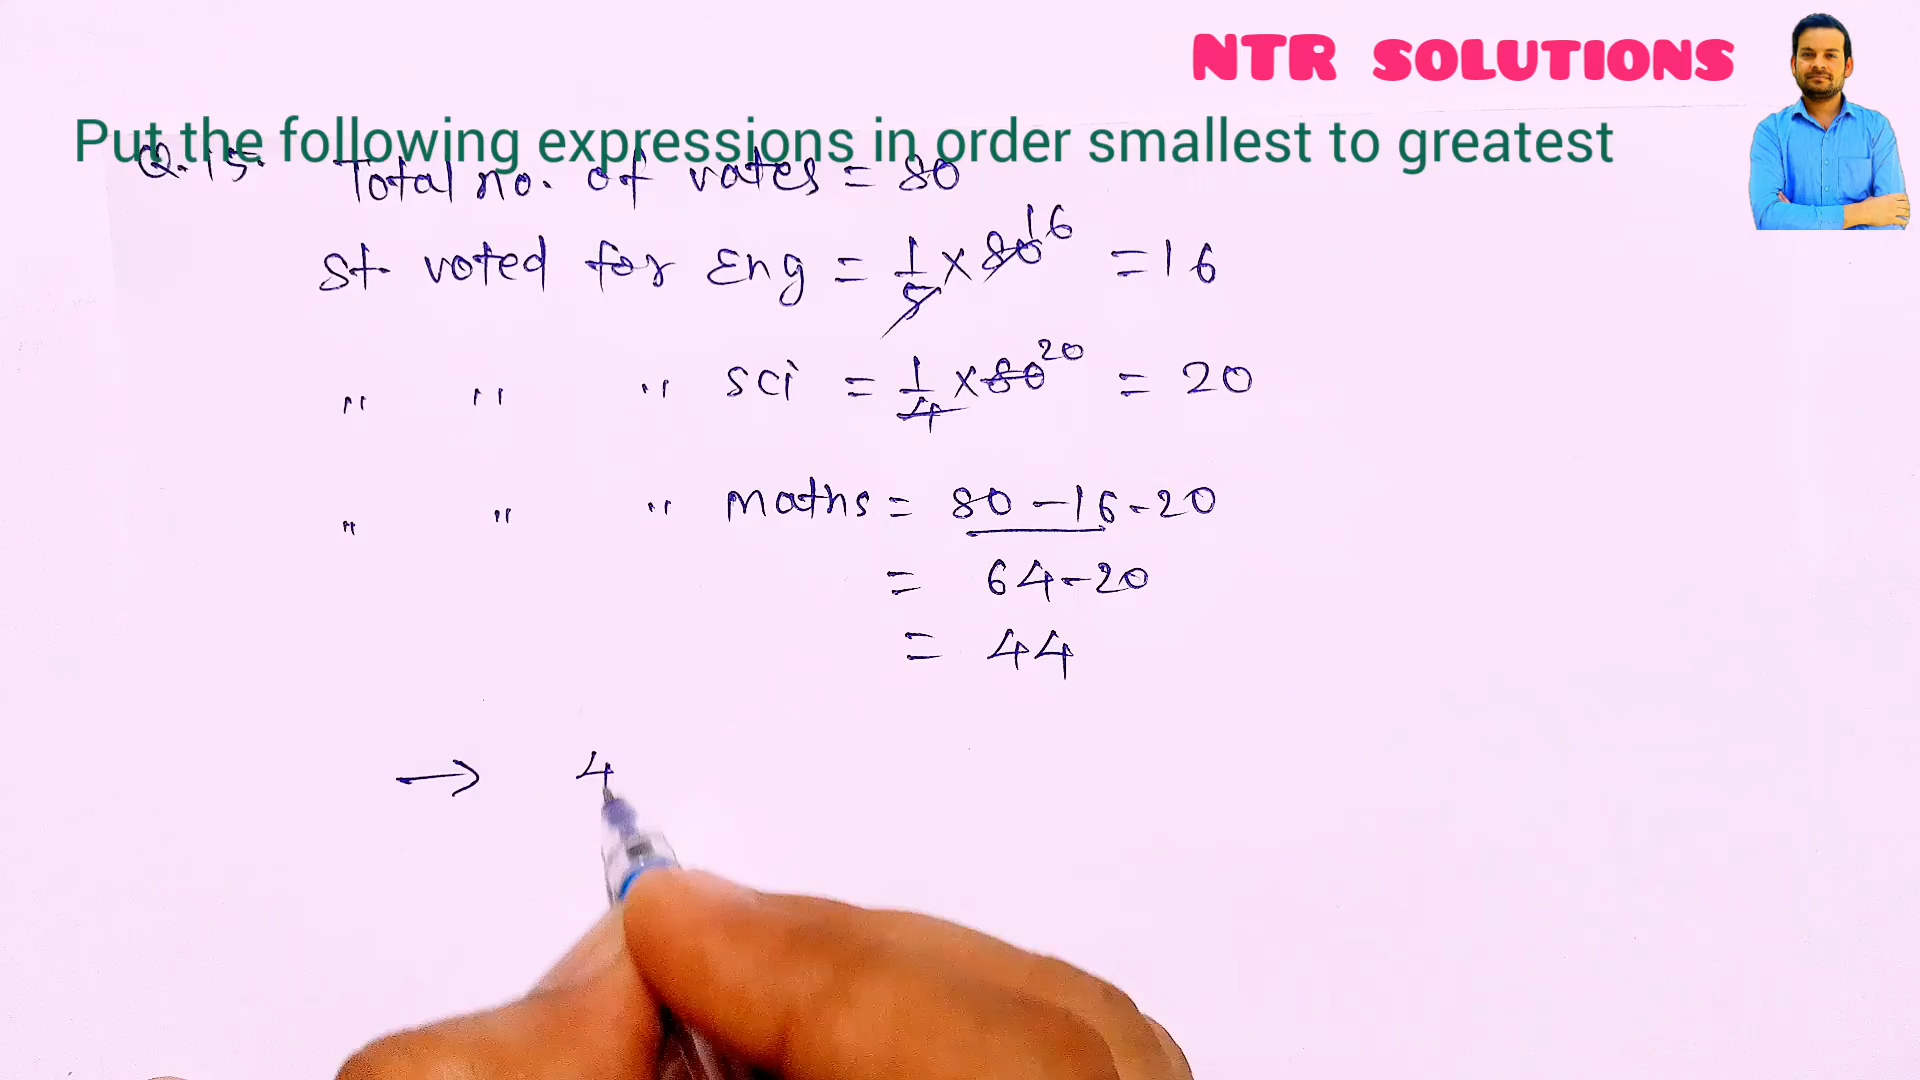 NTR SOLUTIONS
Put the following expressions in order smallest to greatest
Q.15. Total no. of votes = 80
St. voted for Eng = 1/5 × 80 16 = 16
" " " sci = 1/4 × 80 20 = 20
" " " maths = 80 - 16 - 20
= 64 - 20
= 44
→ 4